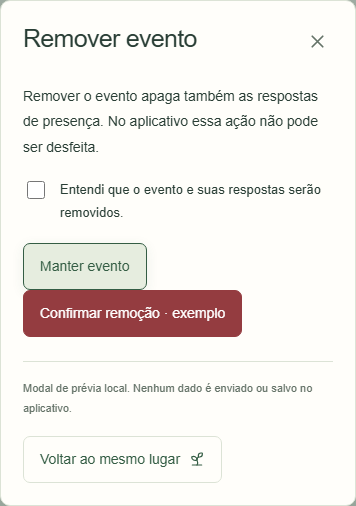 Remover evento
Remover o evento apaga também as respostas
de presença. No aplicativo essa ação não pode
ser desfeita.
Entendi que o evento e suas respostas serão
removidos.
Manter evento
Confirmar remoção · exemplo
Modal de prévia local. Nenhum dado é enviado ou salvo no
aplicativo.
Voltar ao mesmo lugar